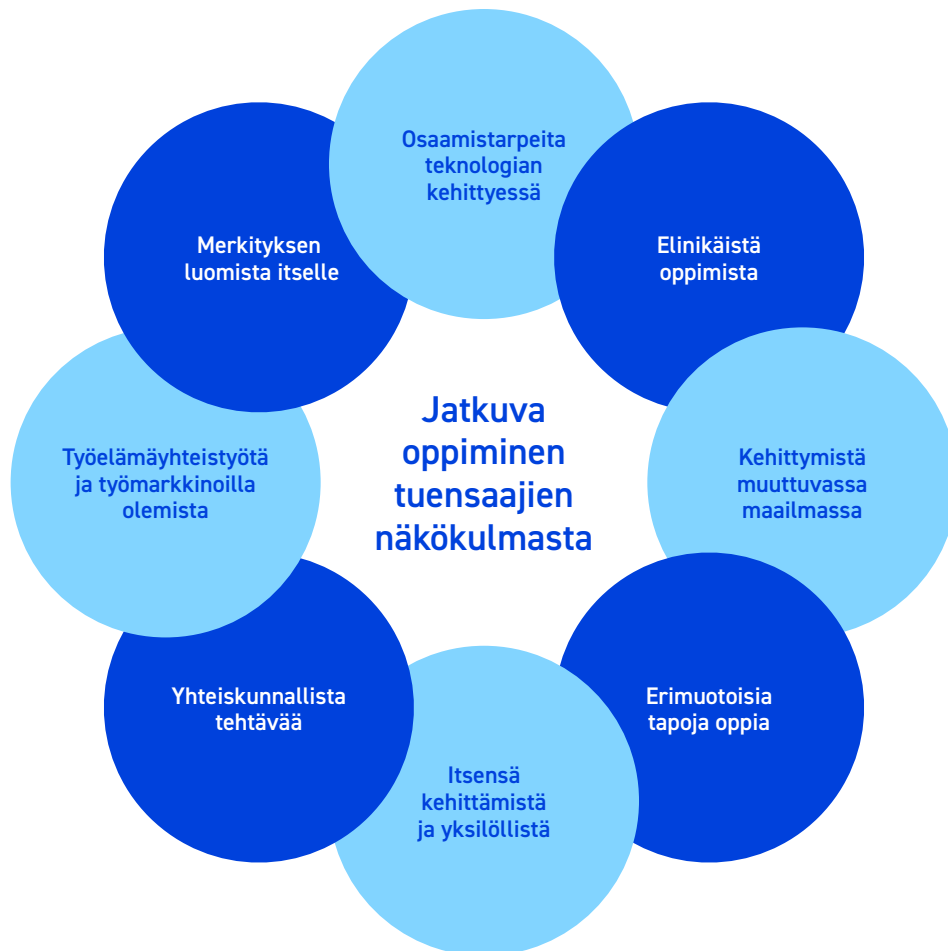 Osaamistarpeita
teknologian
kehittyessä
Elinikäistä
oppimista
Merkityksen
luomista itselle
Jatkuva
oppiminen
tuensaajien
näkökulmasta
Työelämäyhteistyötä
ja työmarkkinoilla
olemista
Kehittymistä
muuttuvassa
maailmassa
Yhteiskunnallista
tehtävää
Erimuotoisia
tapoja oppia
Itsensä
kehittämistä
ja yksilöllistä